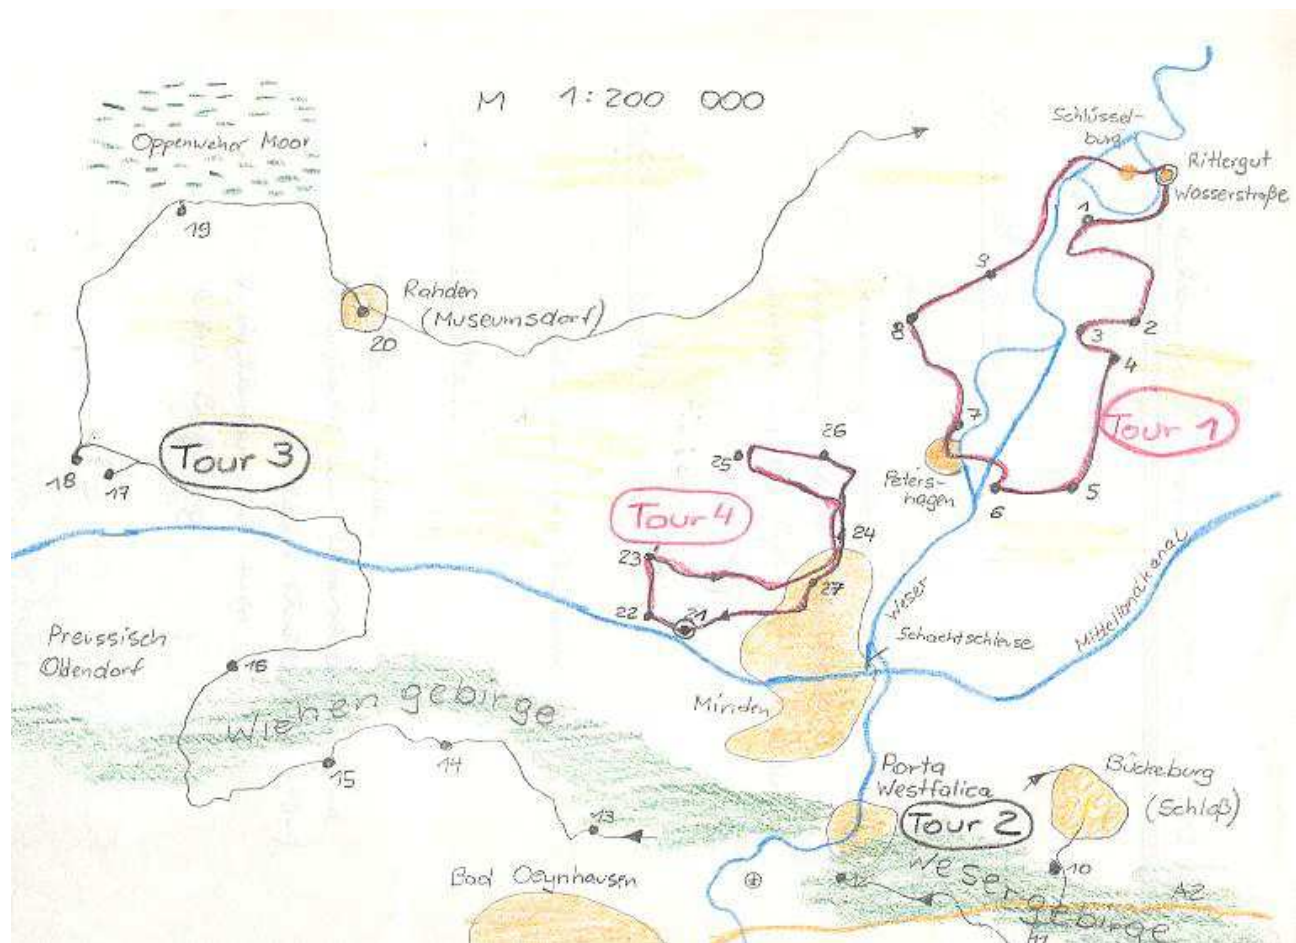 M 1:200 000
Schlüssel-
burg
Rittergut
Wasserstraße
Oppenweher Moor
19
1
9
Rahden
(Museumsdorf)
20
8
2
3
4
Tour 1
7
26
25
Tour 3
18
17
Peters-
hagen
6
5
Tour 4
24
23
27
22
21
Weser
Mittellandkanal
Schachtschleuse
Preussisch
Oldendorf
16
Wiehengebirge
Minden
15
14
Porta
Westfalica
Bückeburg
(Schloß)
13
Tour 2
10
Bad Oeynhausen
12
Wesergebirge
A2
11